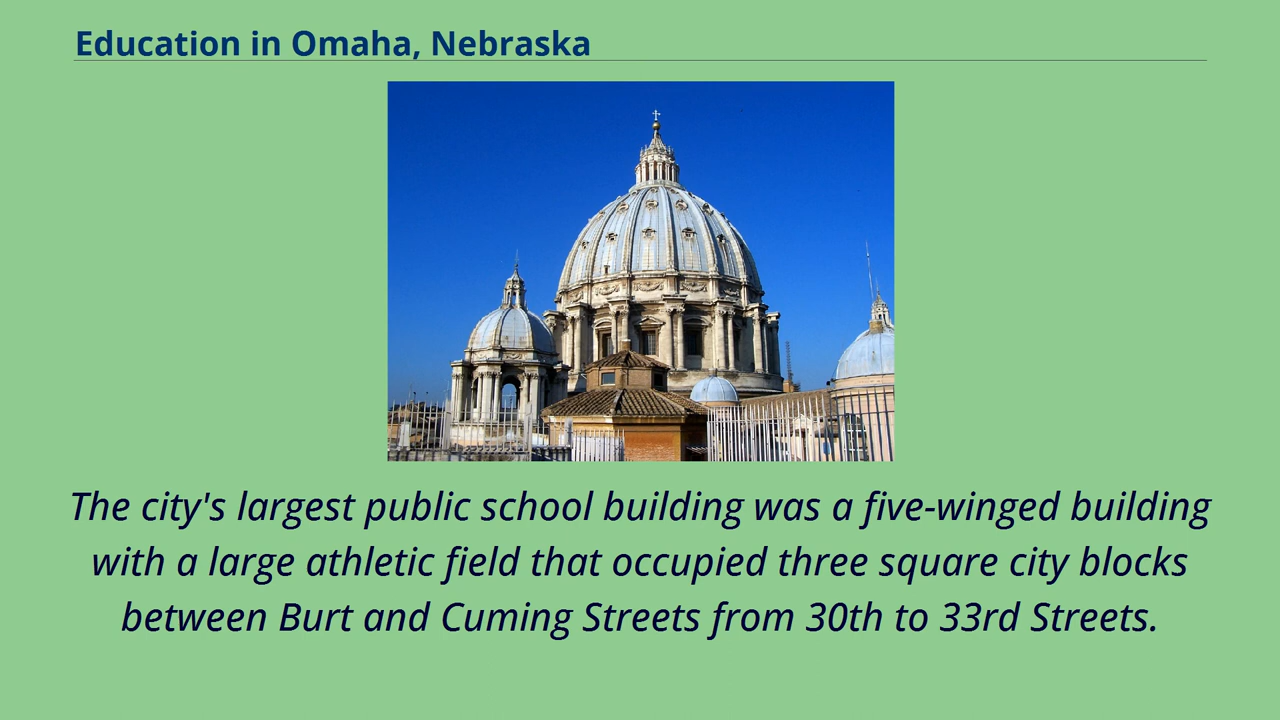 Education in Omaha, Nebraska
The city's largest public school building was a five-winged building
with a large athletic field that occupied three square city blocks
between Burt and Cuming Streets from 30th to 33rd Streets.